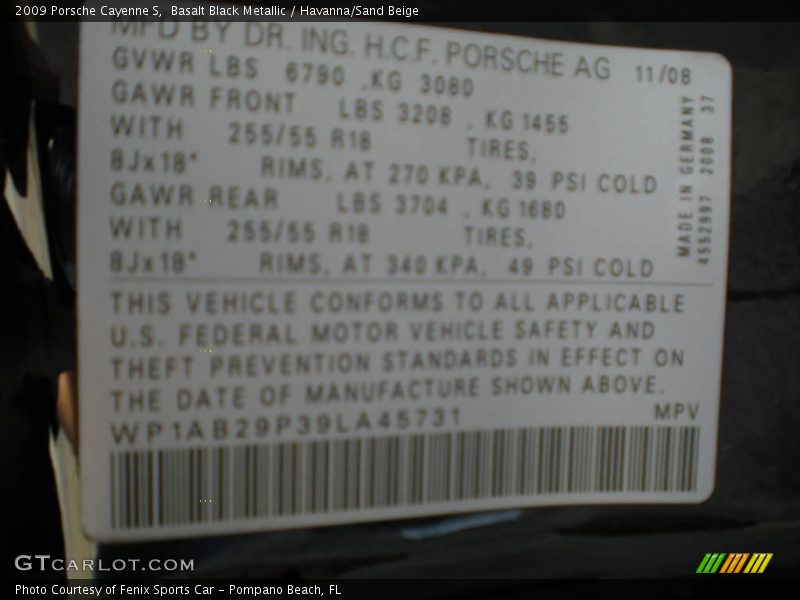 2009 Porsche Cayenne S,  Basalt Black Metallic / Havanna/Sand Beige
MFD BY DR. ING. H.C.F. PORSCHE AG 11/08
GVWR LBS 6790 ,KG 3080
GAWR FRONT LBS 3208 , KG 1455
WITH 255/55 R18 TIRES,
8Jx18" RIMS, AT 270 KPA, 39 PSI COLD
GAWR REAR LBS 3704 , KG 1680
WITH 255/55 R18 TIRES,
8Jx18" RIMS, AT 340 KPA, 49 PSI COLD
MADE IN GERMANY
4552997 2008 37
THIS VEHICLE CONFORMS TO ALL APPLICABLE
U.S. FEDERAL MOTOR VEHICLE SAFETY AND
THEFT PREVENTION STANDARDS IN EFFECT ON
THE DATE OF MANUFACTURE SHOWN ABOVE.
WP1AB29P39LA45731 MPV
GTCARLOT.COM
Photo Courtesy of Fenix Sports Car - Pompano Beach, FL